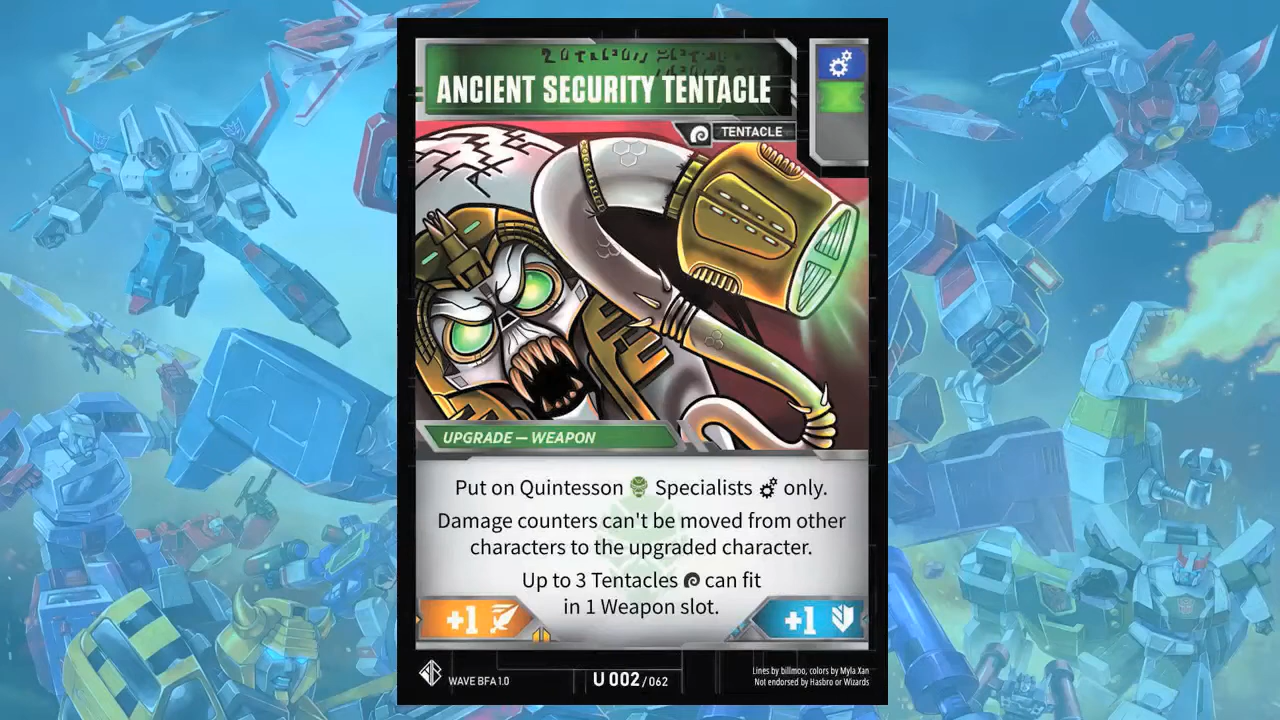 ANCIENT SECURITY TENTACLE
TENTACLE
UPGRADE — WEAPON
Put on Quintesson Specialists only.
Damage counters can't be moved from other
characters to the upgraded character.
Up to 3 Tentacles can fit
in 1 Weapon slot.
+1
+1
WAVE BFA 1.0
U 002/062
Lines by billmoo, colors by Myla Xan
Not endorsed by Hasbro or Wizards